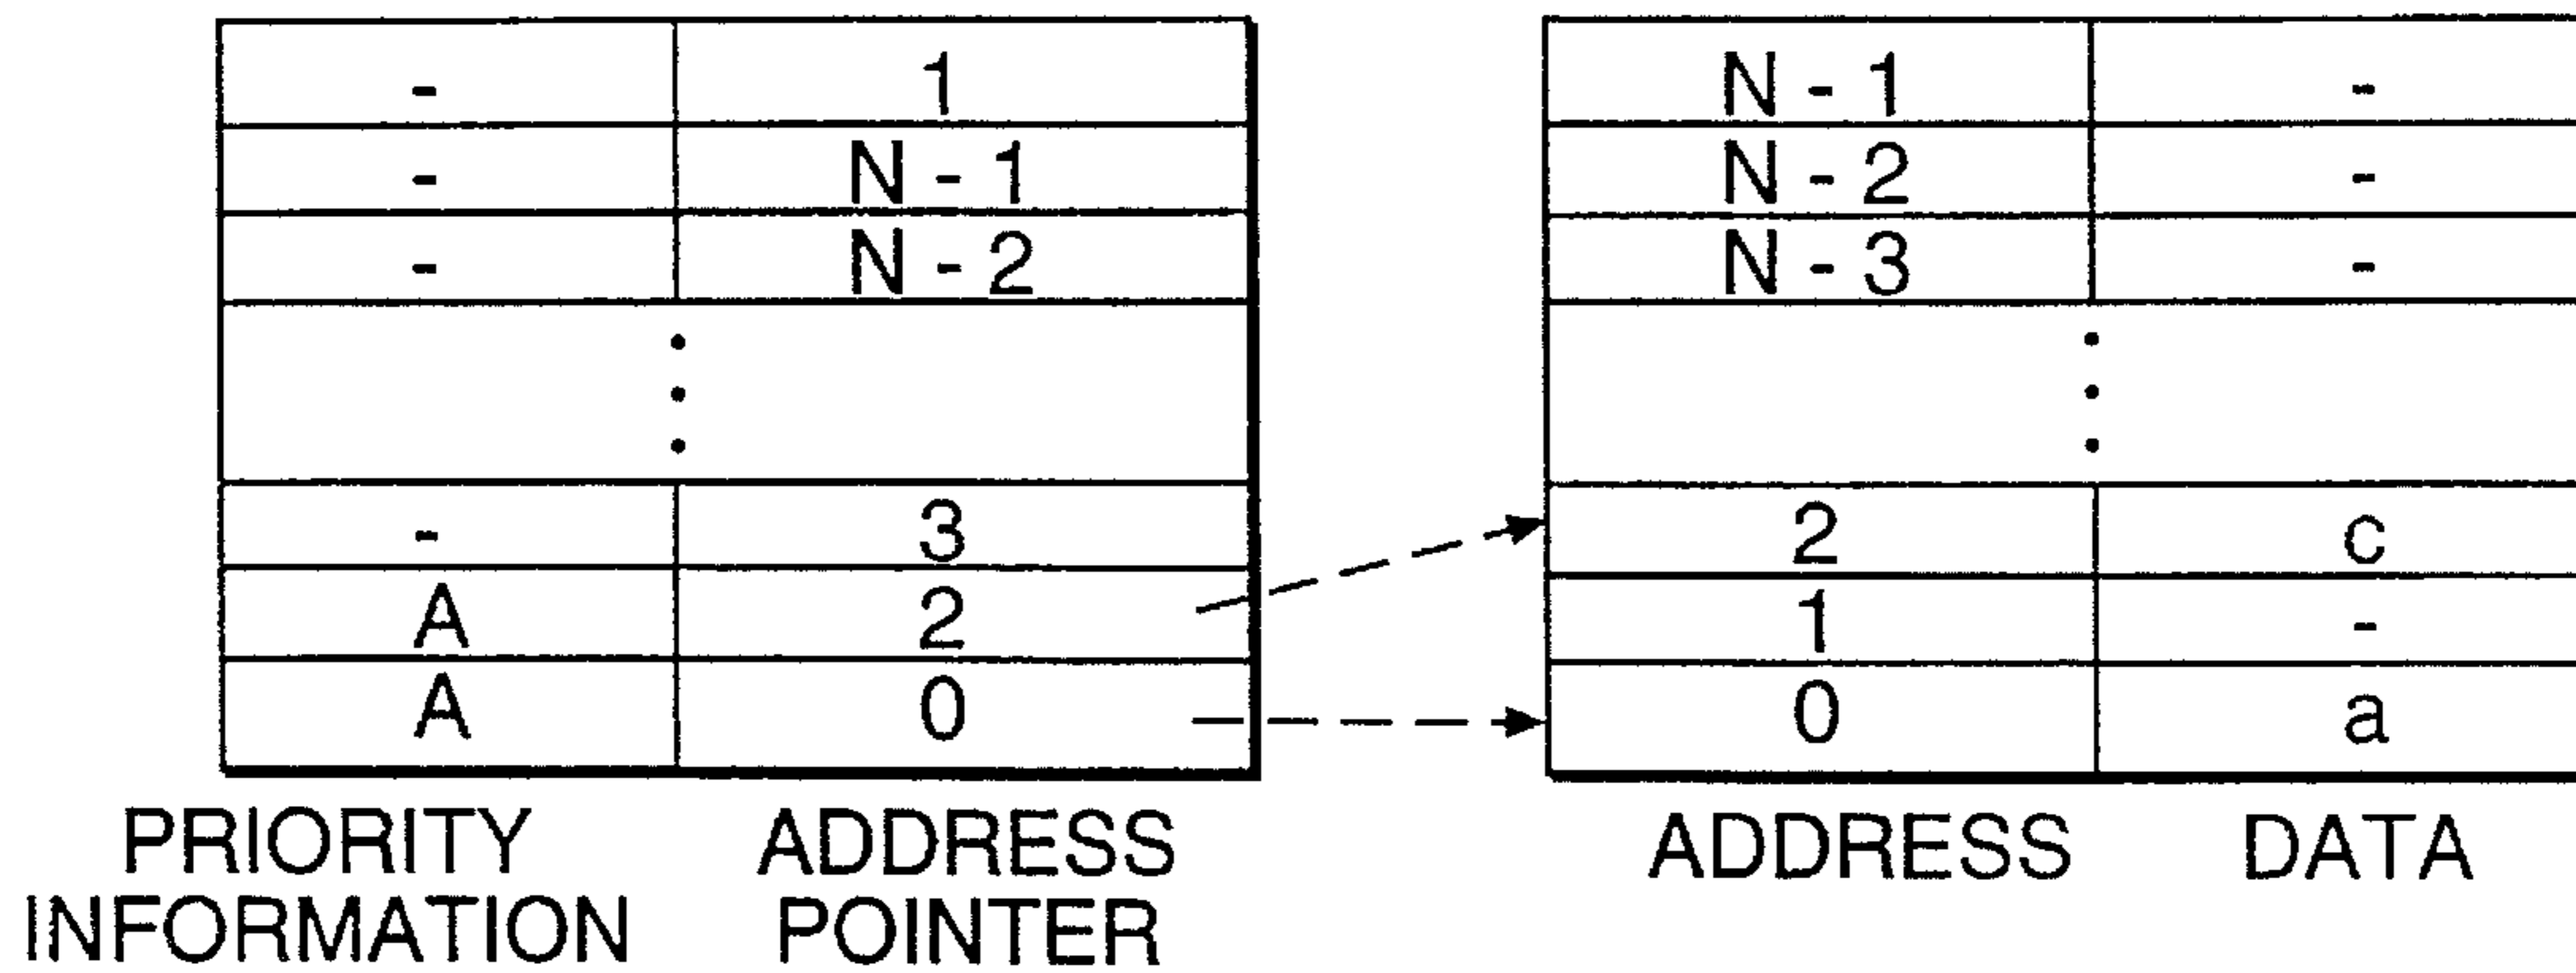 - 1
- N - 1
- N - 2
- 3
A 2
A 0
PRIORITY INFORMATION
ADDRESS POINTER
N - 1 -
N - 2 -
N - 3 -
2 c
1 -
0 a
ADDRESS DATA